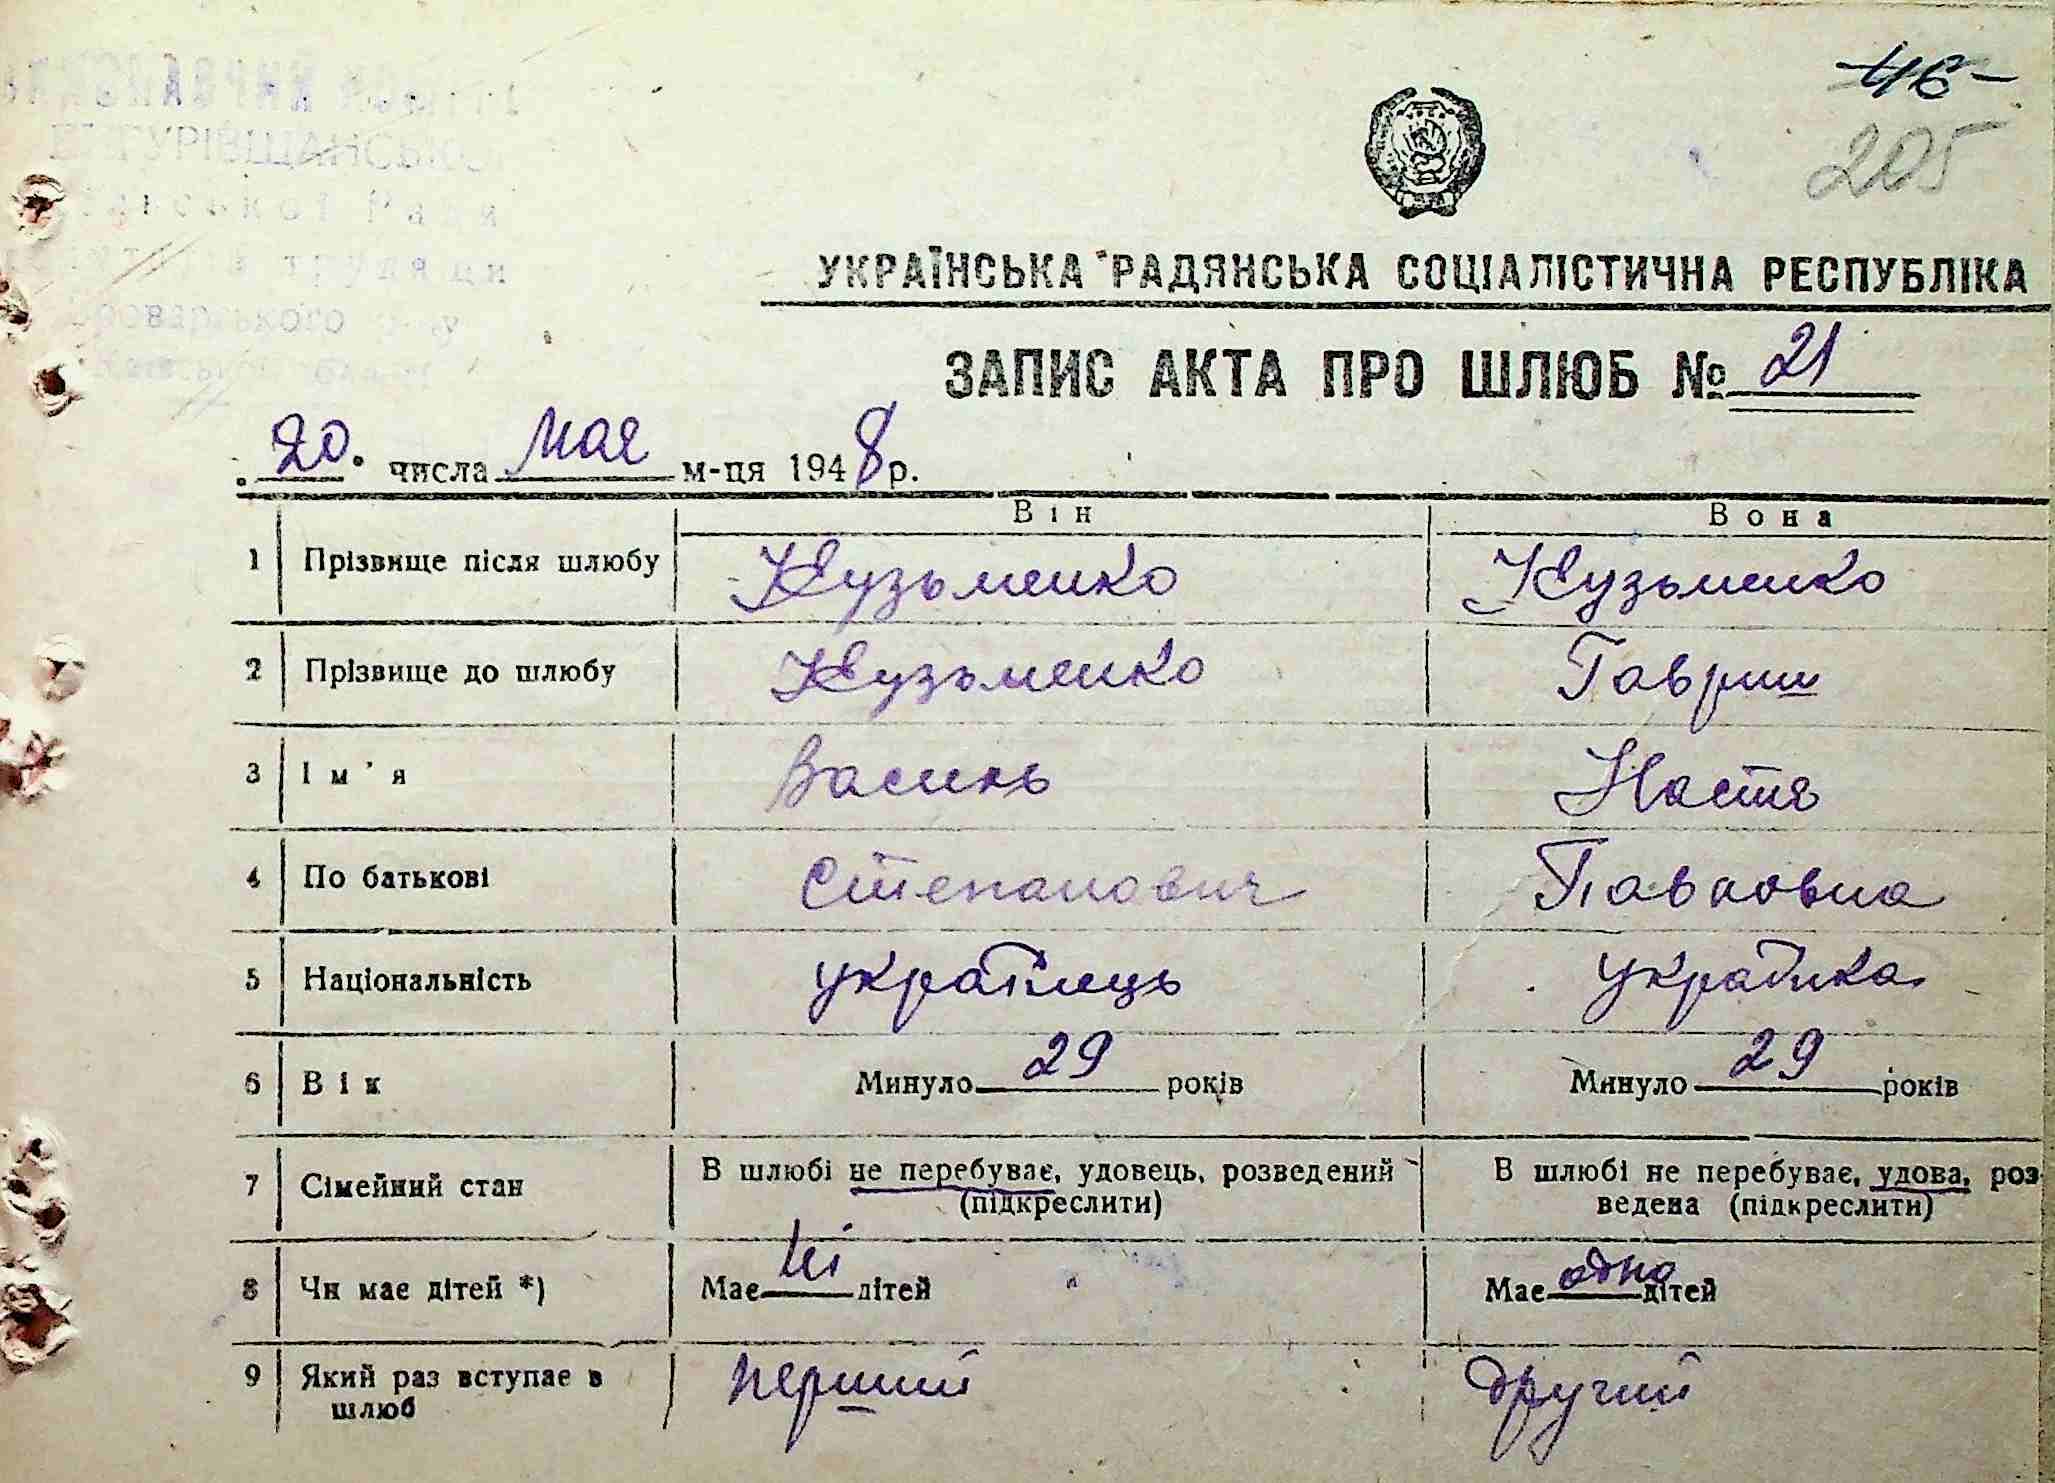 46
205
УКРАЇНСЬКА РАДЯНСЬКА СОЦІАЛІСТИЧНА РЕСПУБЛІКА
ЗАПИС АКТА ПРО ШЛЮБ № 21
20. числа мая м-ця 1948 р.
Він Вона
1 Прізвище після шлюбу Кузьменко Кузьменко
2 Прізвище до шлюбу Кузьменко Гавриш
3 Ім'я Василь Настя
4 По батькові Степанович Павловна
5 Національність українець українка
6 Вік Минуло 29 років Минуло 29 років
7 Сімейний стан В шлюбі не перебуває, удовець, розведений (підкреслити) В шлюбі не перебуває, удова, розведена (підкреслити)
8 Чи має дітей *) Має ні дітей Має одно дітей
9 Який раз вступає в шлюб перший другий